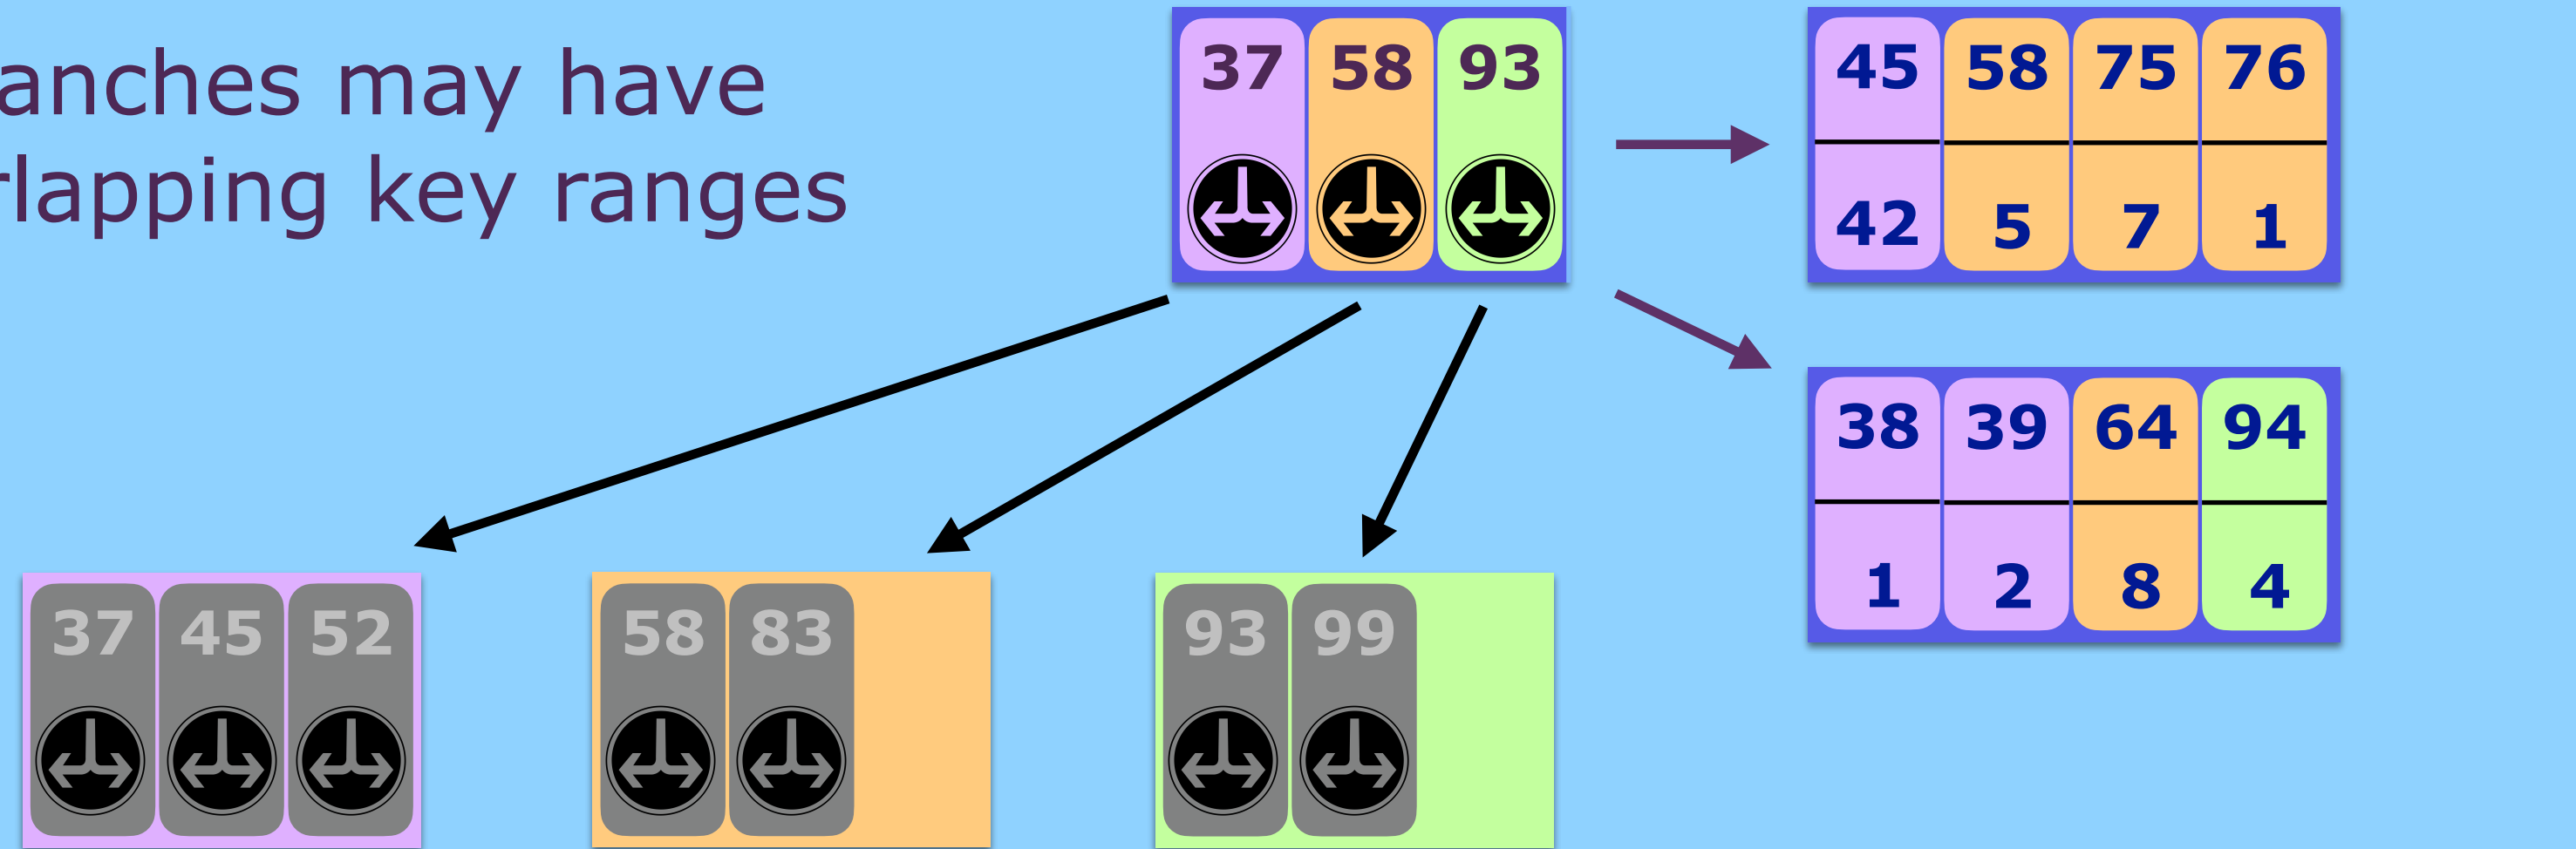 anches may have
rlapping key ranges
37 58 93
45 58 75 76
42 5 7 1
38 39 64 94
1 2 8 4
37 45 52
58 83
93 99